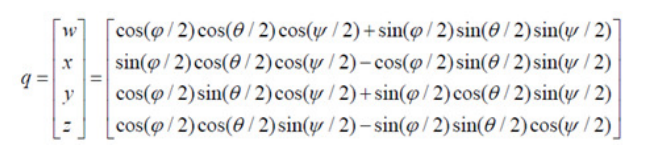 w cos(φ / 2)cos(θ / 2)cos(ψ / 2)+sin(φ / 2)sin(θ / 2)sin(ψ / 2)
q = x = sin(φ / 2)cos(θ / 2)cos(ψ / 2)−cos(φ / 2)sin(θ / 2)sin(ψ / 2)
y cos(φ / 2)sin(θ / 2)cos(ψ / 2)+sin(φ / 2)cos(θ / 2)sin(ψ / 2)
z cos(φ / 2)cos(θ / 2)sin(ψ / 2)−sin(φ / 2)sin(θ / 2)cos(ψ / 2)